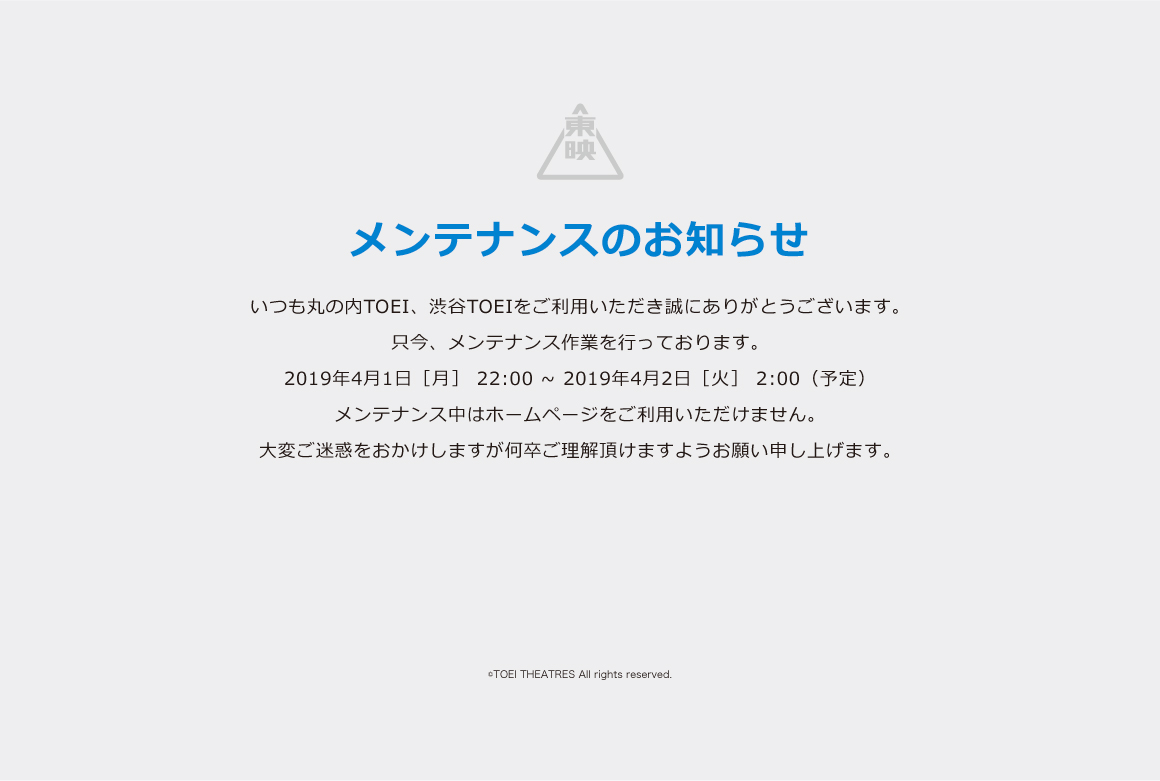 東映
メンテナンスのお知らせ
いつも丸の内TOEI、渋谷TOEIをご利用いただき誠にありがとうございます。
只今、メンテナンス作業を行っております。
2019年4月1日［月］ 22:00 ~ 2019年4月2日［火］ 2:00（予定）
メンテナンス中はホームページをご利用いただけません。
大変ご迷惑をおかけしますが何卒ご理解頂けますようお願い申し上げます。
©TOEI THEATRES All rights reserved.